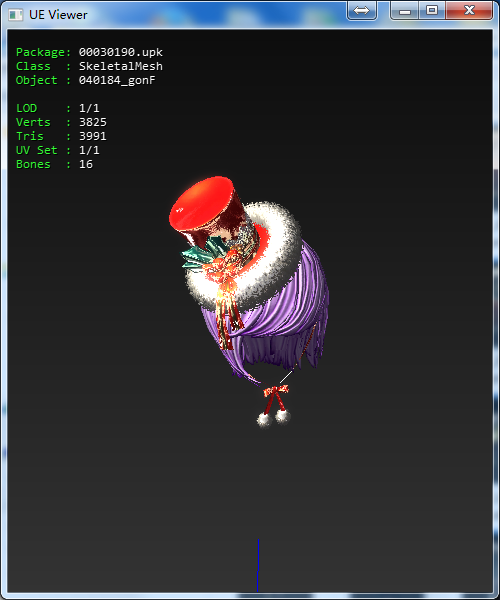 UE Viewer
Package: 00030190.upk
Class : SkeletalMesh
Object : 040184_gonF
LOD : 1/1
Verts : 3825
Tris : 3991
UV Set : 1/1
Bones : 16